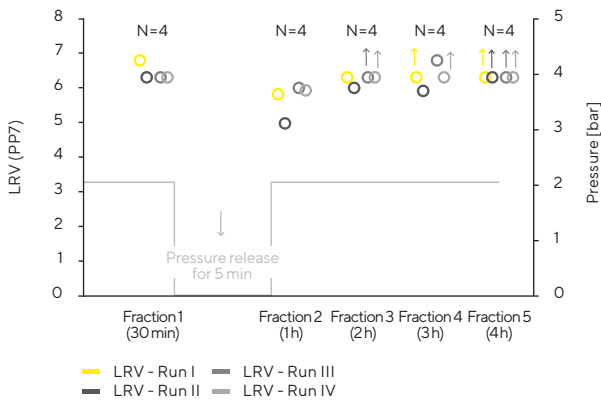 8
7
6
5
4
3
2
1
0
LRV (PP7)
N=4
N=4
N=4
N=4
N=4
5
4
3
2
1
0
Pressure [bar]
Pressure release
for 5 min
Fraction 1
(30 min)
Fraction 2
(1h)
Fraction 3
(2h)
Fraction 4
(3h)
Fraction 5
(4h)
LRV - Run I
LRV - Run II
LRV - Run III
LRV - Run IV